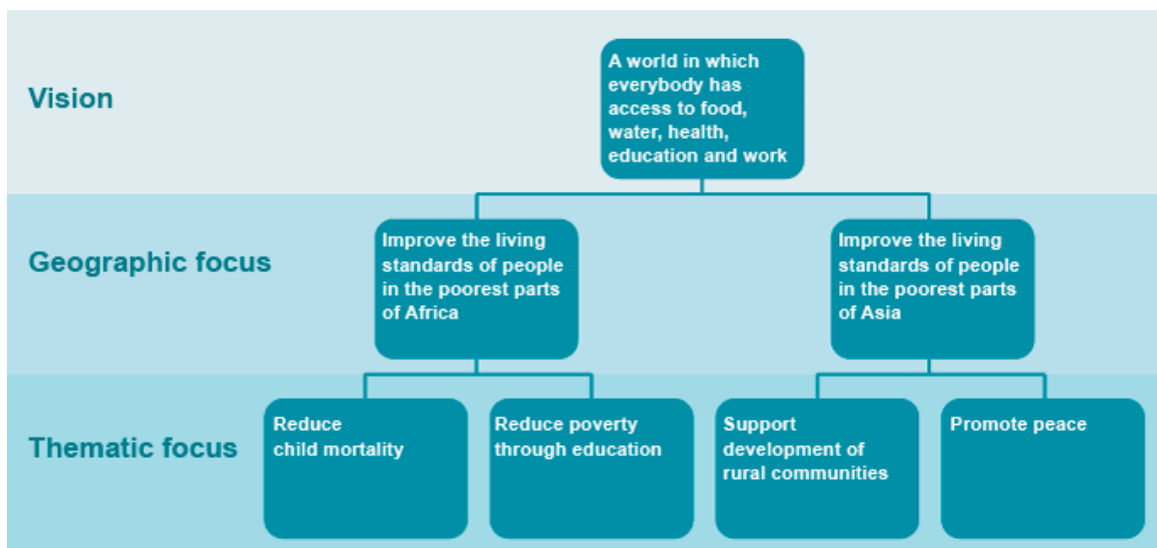 Vision
A world in which
everybody has
access to food,
water, health,
education and work
Geographic focus
Improve the living
standards of people
in the poorest parts
of Africa
Improve the living
standards of people
in the poorest parts
of Asia
Thematic focus
Reduce
child mortality
Reduce poverty
through education
Support
development of
rural communities
Promote peace